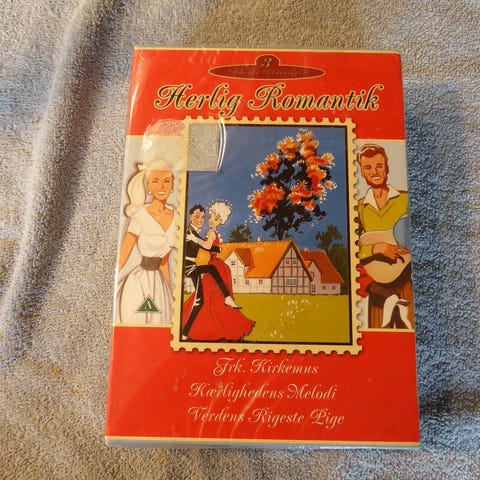 3
Herlig Romantik
Frk. Kirkemus
Kærlighedens Melodi
Verdens Rigeste Pige